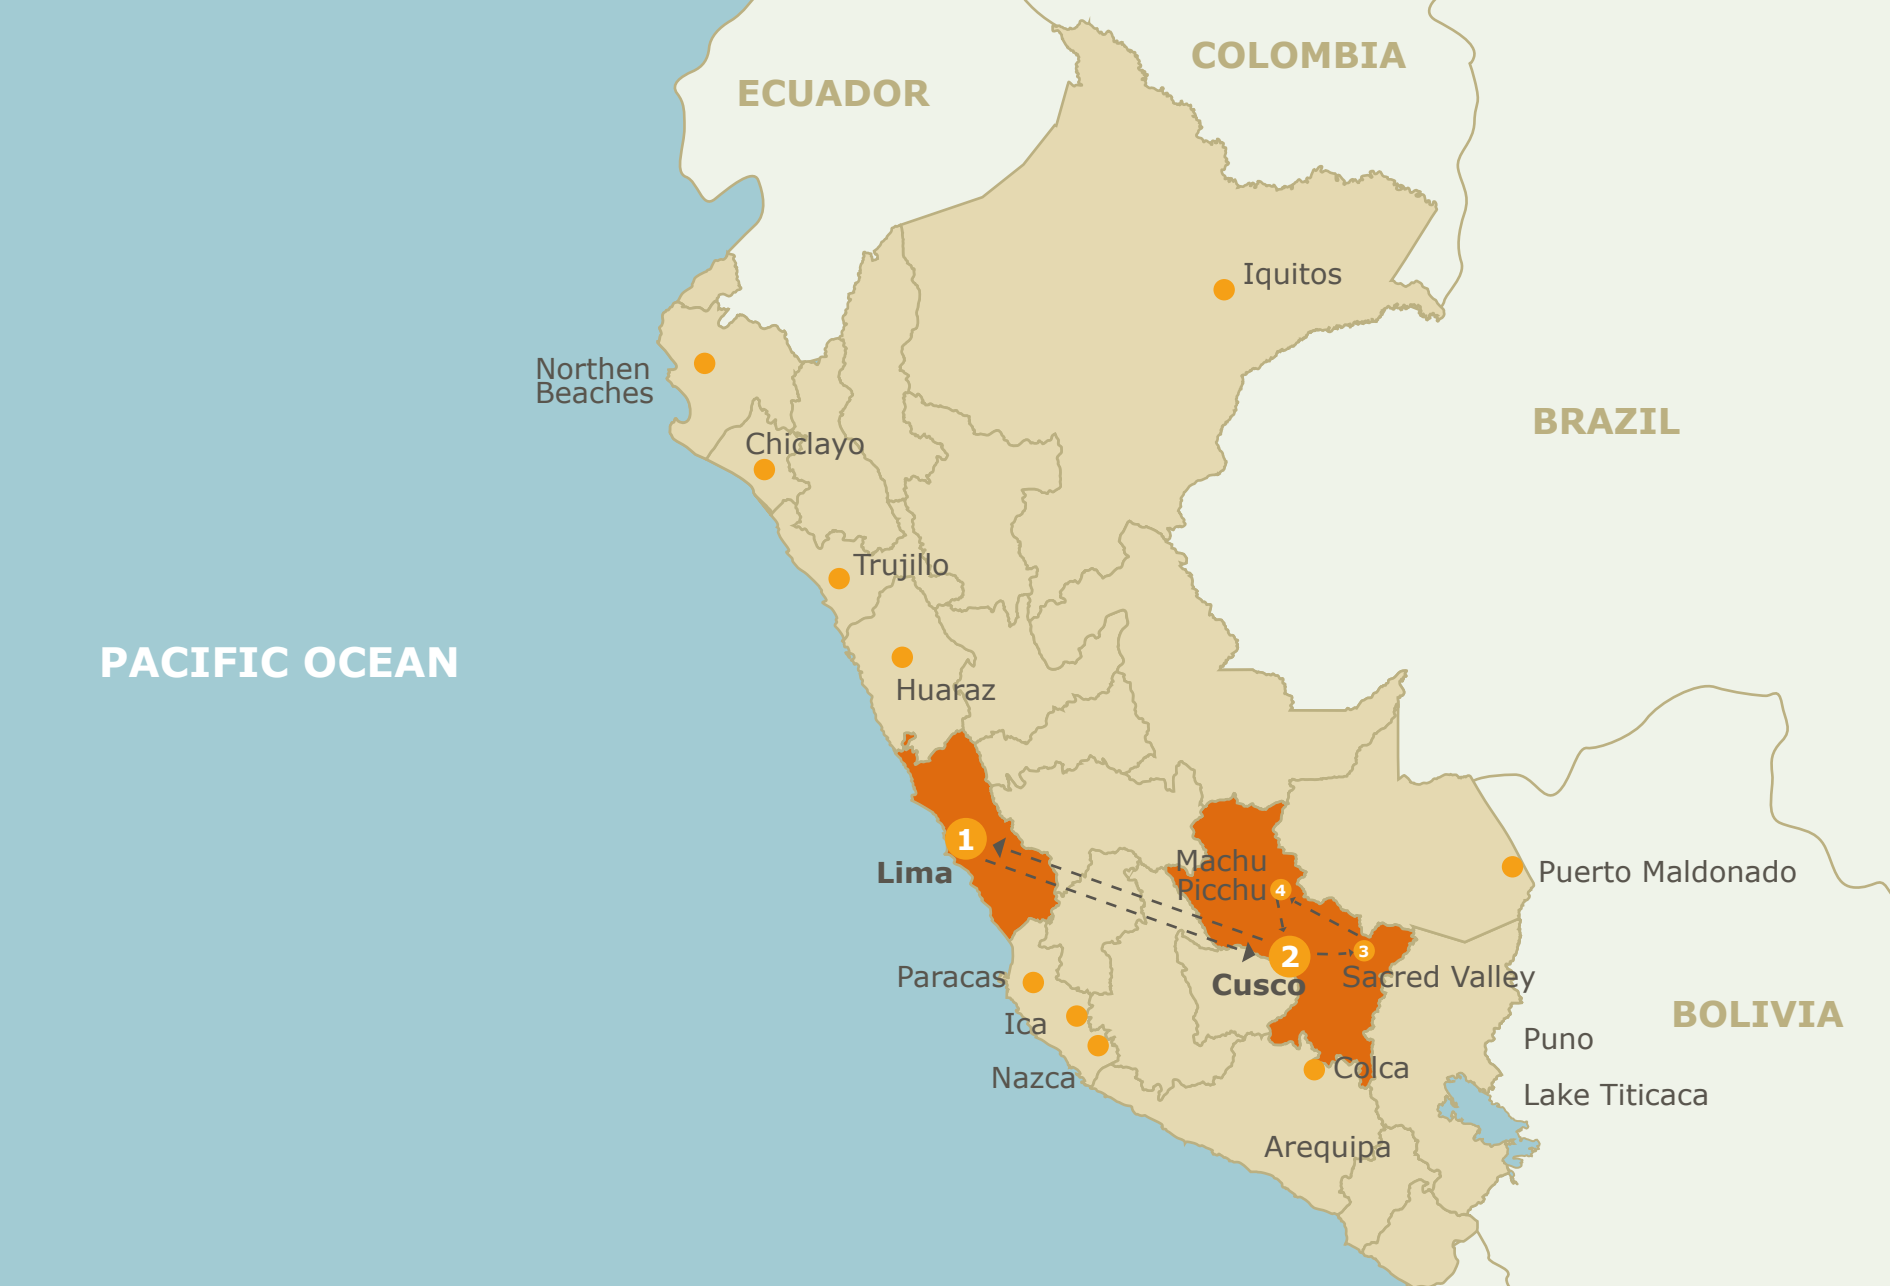 COLOMBIA
ECUADOR
Iquitos
Northen
Beaches
BRAZIL
Chiclayo
Trujillo
PACIFIC OCEAN
Huaraz
1
Lima
Machu
Picchu
4
Puerto Maldonado
2
3
Cusco
Sacred Valley
Paracas
Ica
BOLIVIA
Puno
Nazca
Colca
Lake Titicaca
Arequipa